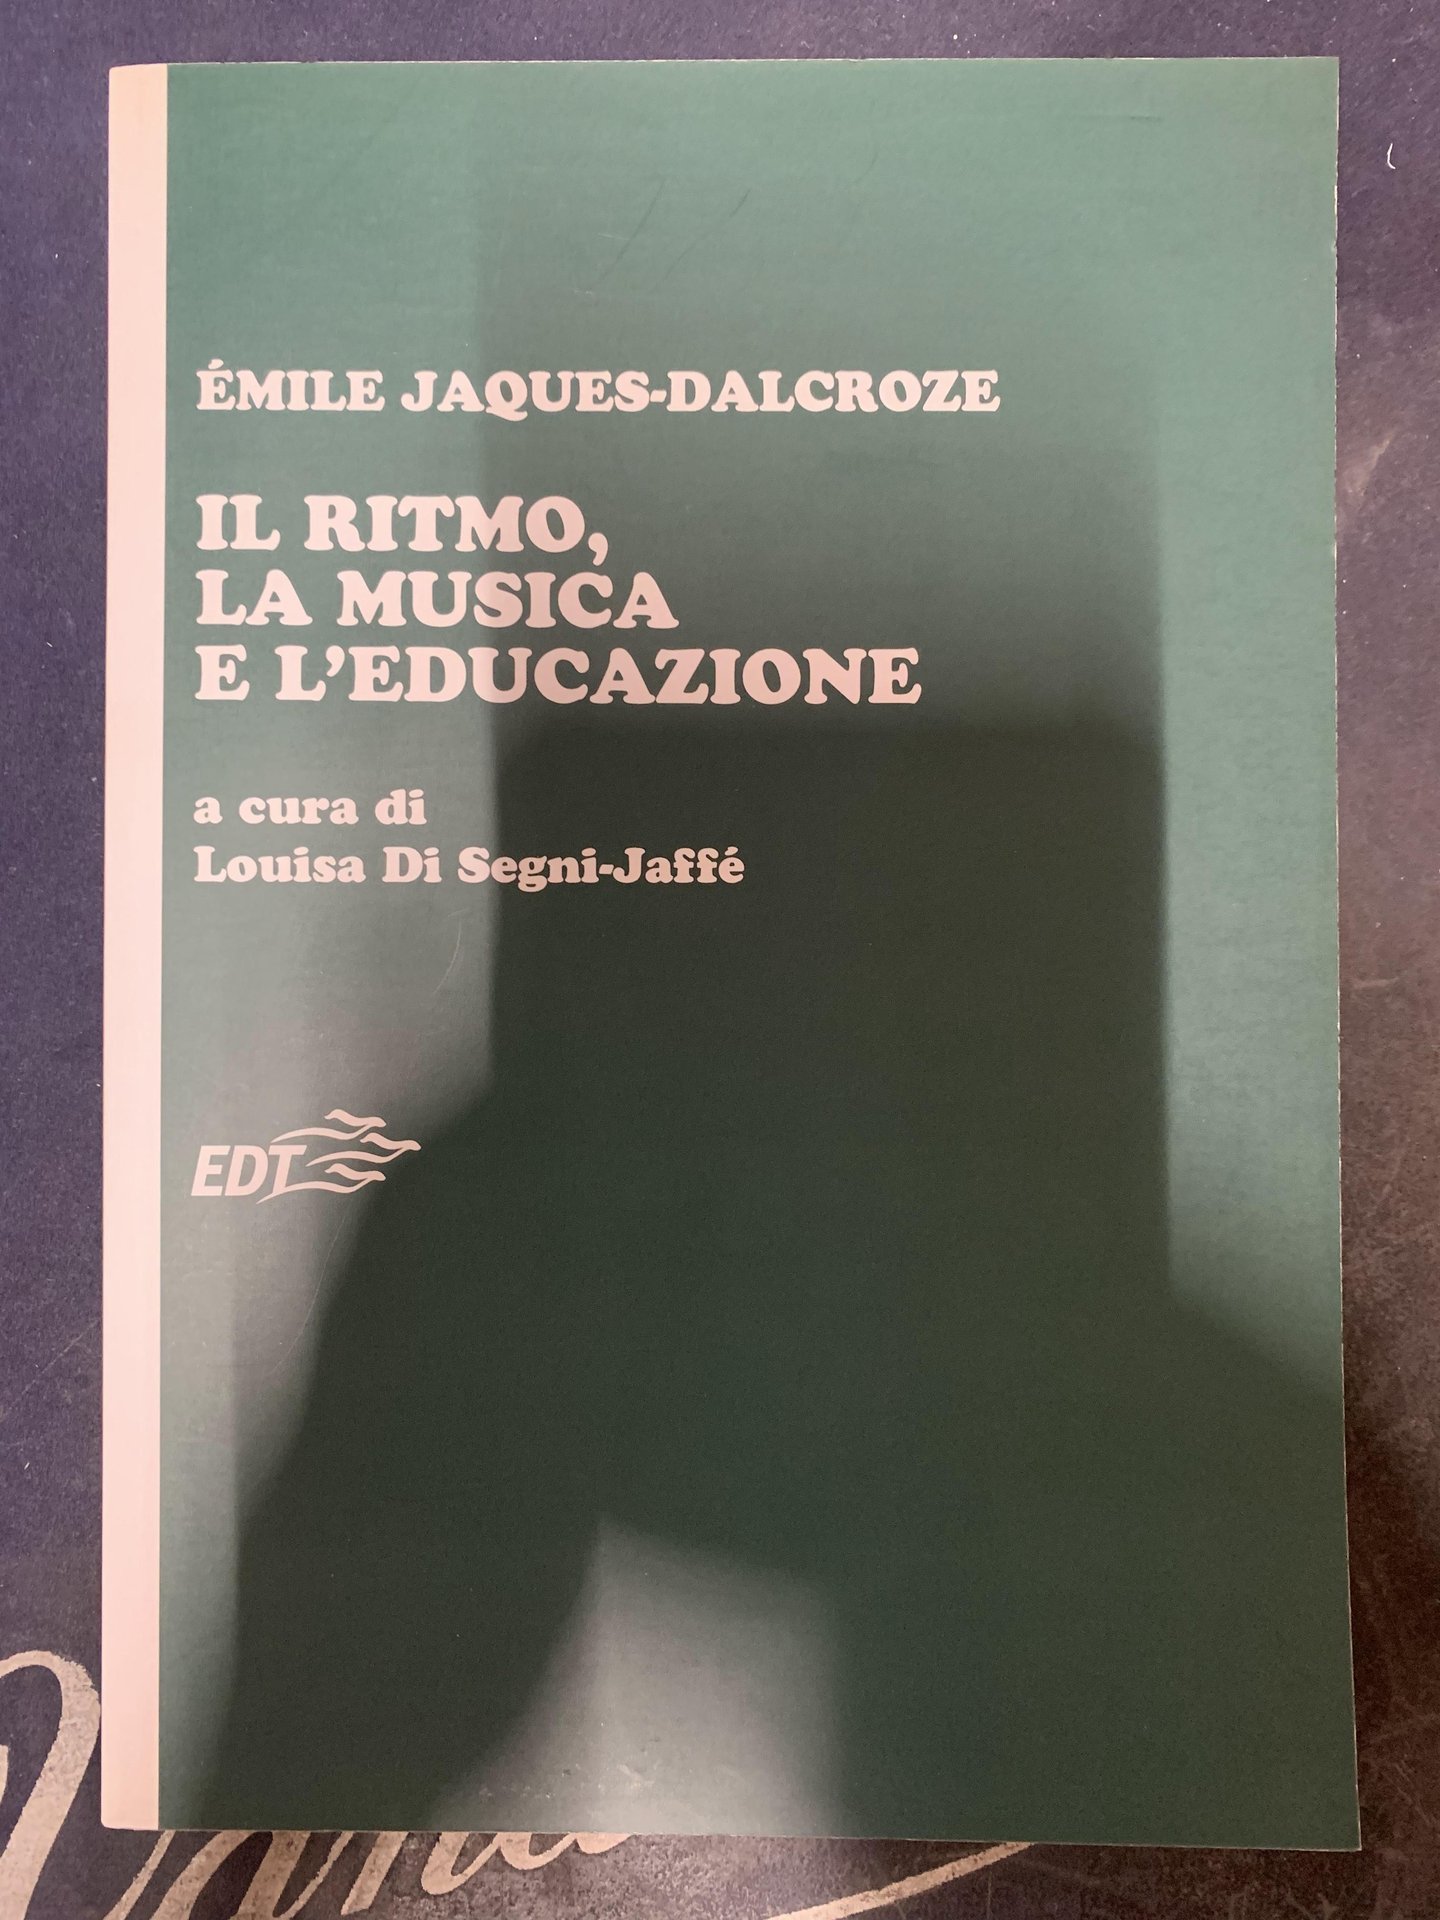 ÉMILE JAQUES-DALCROZE
IL RITMO,
LA MUSICA
E L'EDUCAZIONE
a cura di
Louisa Di Segni-Jaffé
EDT